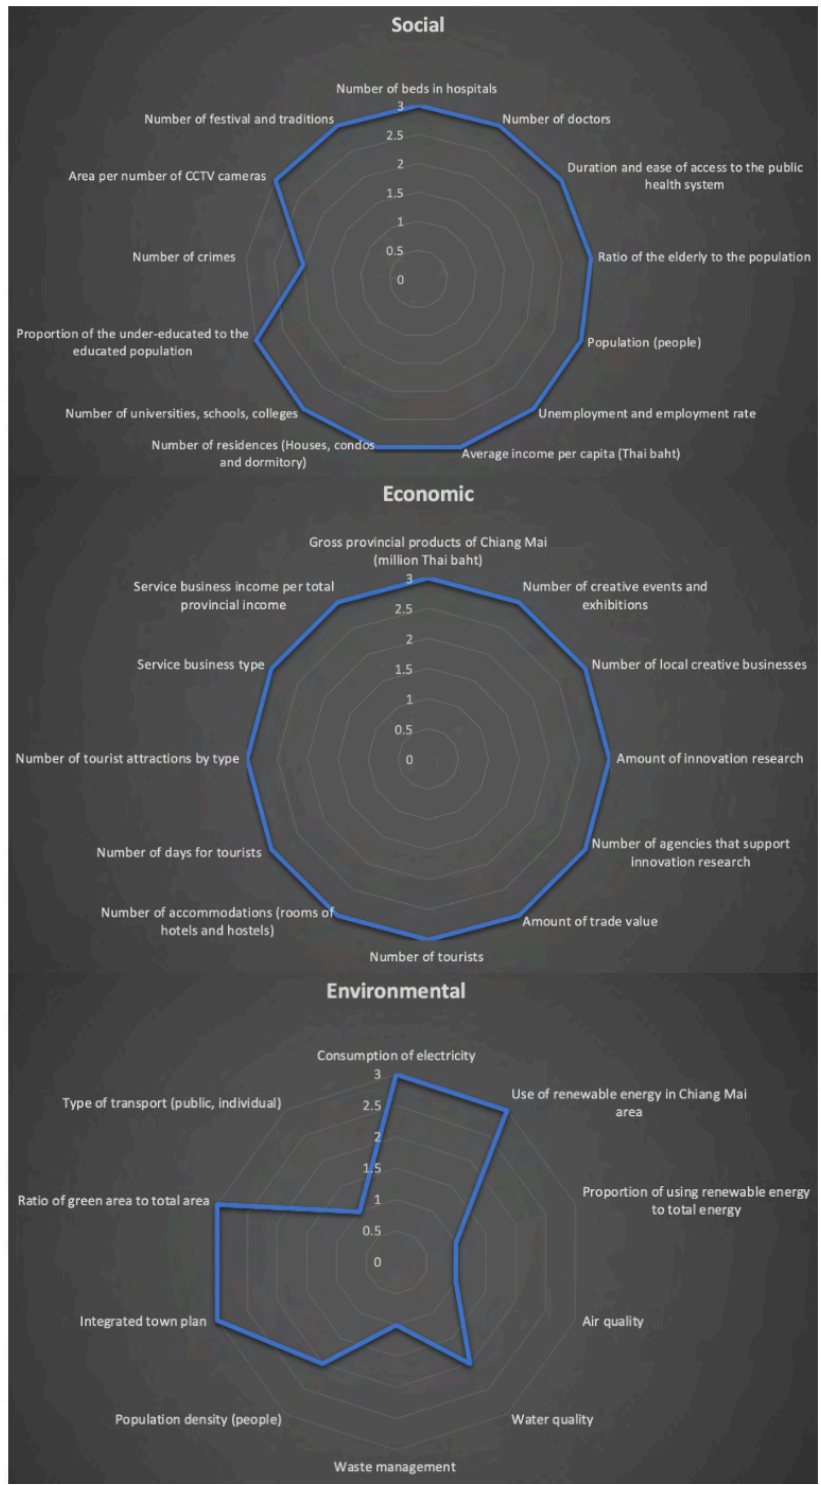 Social
Number of beds in hospitals
Number of festival and traditions
3
Number of doctors
2.5
Area per number of CCTV cameras
2
Duration and ease of access to the public
health system
1.5
1
Number of crimes
0.5
Ratio of the elderly to the population
0
Proportion of the under-educated to the
educated population
Population (people)
Number of universities, schools, colleges
Unemployment and employment rate
Number of residences (Houses, condos
and dormitory)
Average income per capita (Thai baht)
Economic
Gross provincial products of Chiang Mai
(million Thai baht)
3
Service business income per total
provincial income
Number of creative events and
exhibitions
2.5
2
Service business type
1.5
Number of local creative businesses
1
0.5
Number of tourist attractions by type
0
Amount of innovation research
Number of days for tourists
Number of agencies that support
innovation research
Number of accommodations (rooms of
hotels and hostels)
Amount of trade value
Number of tourists
Environmental
Consumption of electricity
3
Type of transport (public, individual)
2.5
Use of renewable energy in Chiang Mai
area
2
1.5
Ratio of green area to total area
1
Proportion of using renewable energy
to total energy
0.5
0
Integrated town plan
Air quality
Population density (people)
Water quality
Waste management